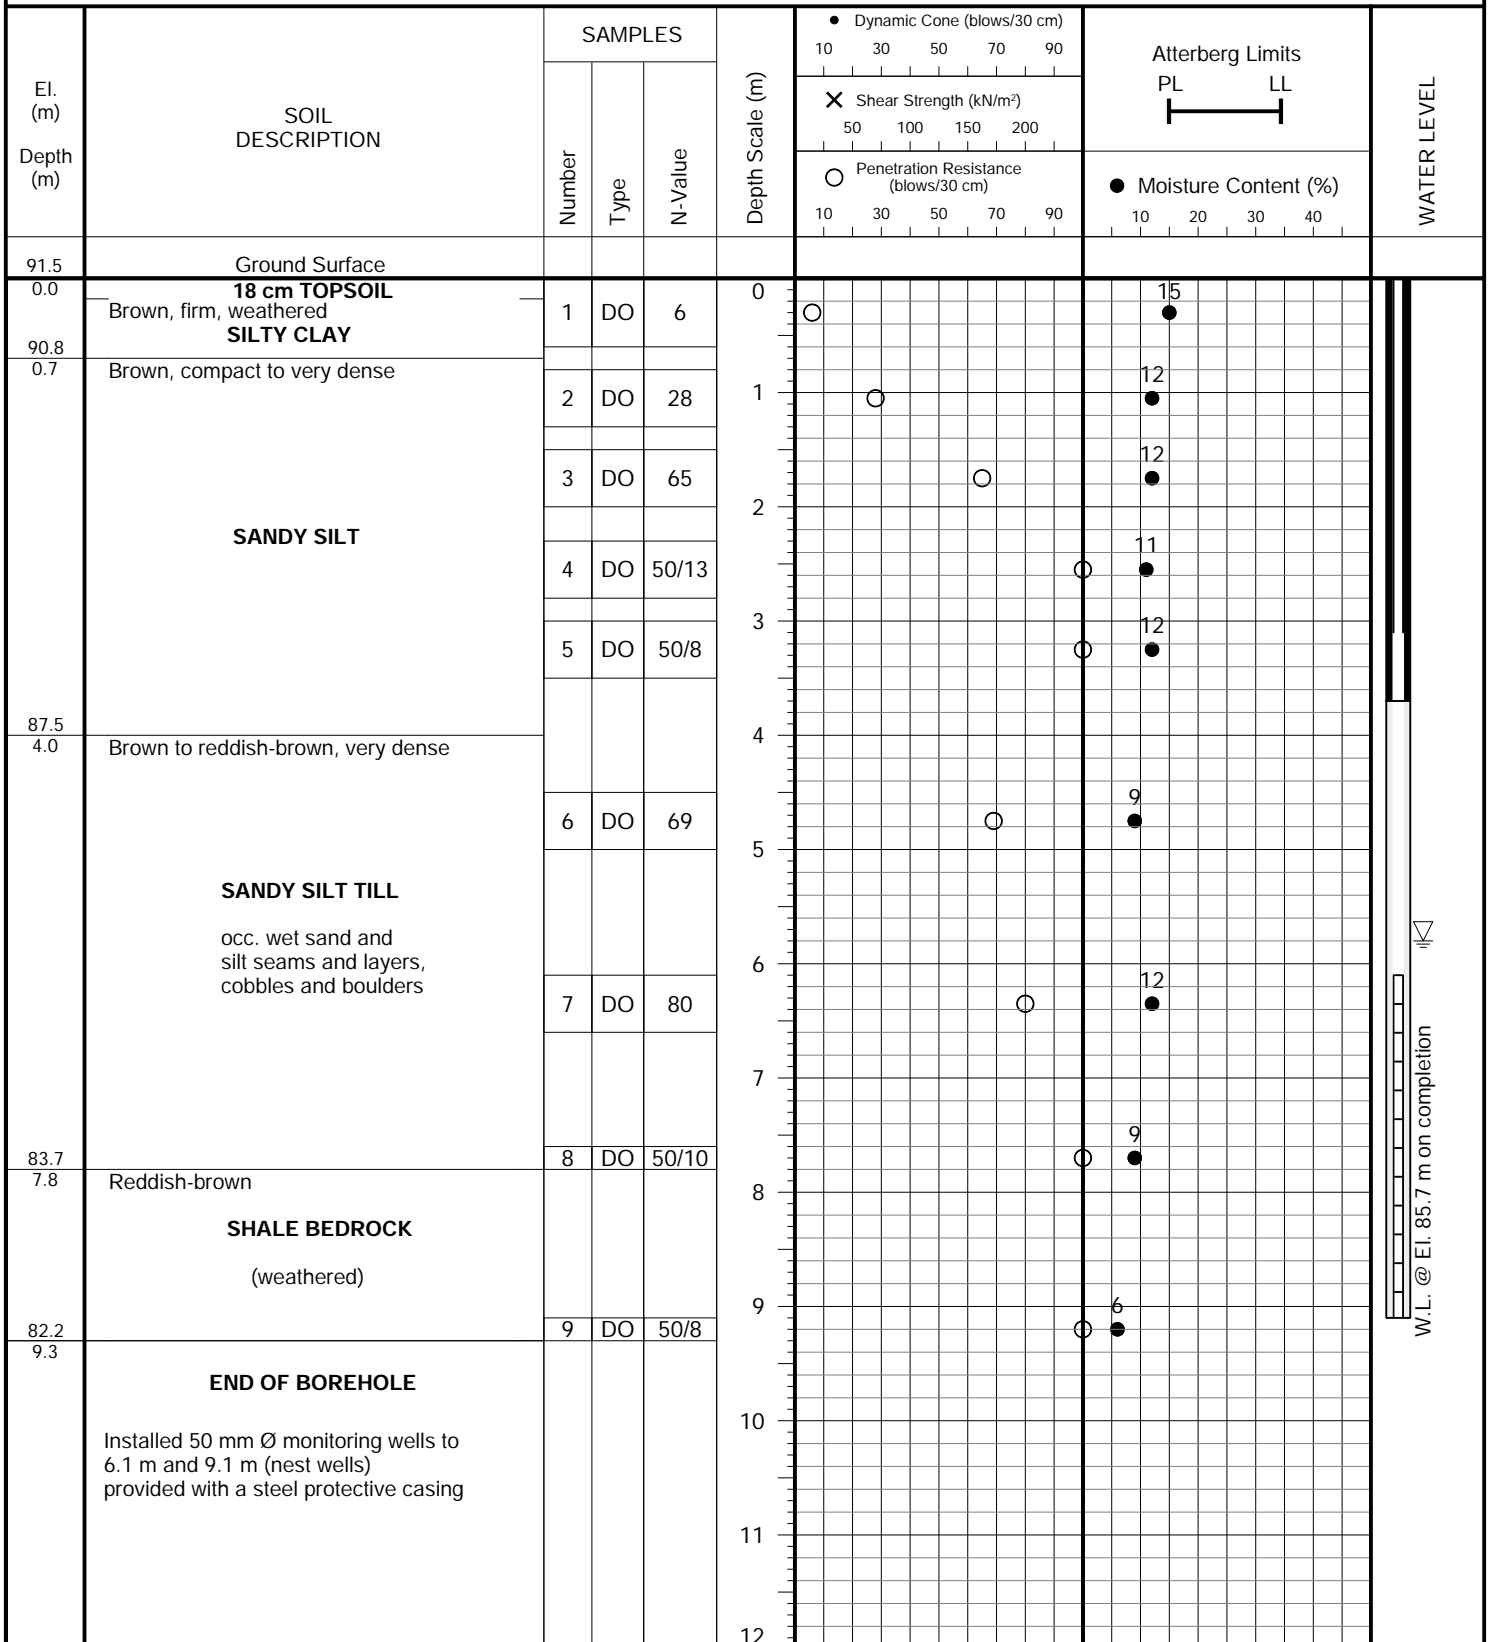 El.
(m)
Depth
(m)
SOIL
DESCRIPTION
SAMPLES
Number
Type
N-Value
Depth Scale (m)
● Dynamic Cone (blows/30 cm)
10 30 50 70 90
✕ Shear Strength (kN/m²)
50 100 150 200
○ Penetration Resistance
(blows/30 cm)
10 30 50 70 90
Atterberg Limits
PL LL
● Moisture Content (%)
10 20 30 40
WATER LEVEL
91.5 Ground Surface
0.0 18 cm TOPSOIL 0 15
Brown, firm, weathered 1 DO 6
SILTY CLAY
90.8
0.7 Brown, compact to very dense 12
1
2 DO 28
12
3 DO 65
2
SANDY SILT 11
4 DO 50/13
3 12
5 DO 50/8
87.5
4.0 Brown to reddish-brown, very dense 4
9
6 DO 69
5
SANDY SILT TILL
occ. wet sand and
silt seams and layers,
cobbles and boulders
6
12
7 DO 80
7
9
83.7 8 DO 50/10
7.8 Reddish-brown
8
SHALE BEDROCK
(weathered)
9 6
82.2 9 DO 50/8
9.3
W.L. @ El. 85.7 m on completion
END OF BOREHOLE
10
Installed 50 mm Ø monitoring wells to
6.1 m and 9.1 m (nest wells)
provided with a steel protective casing
11
12